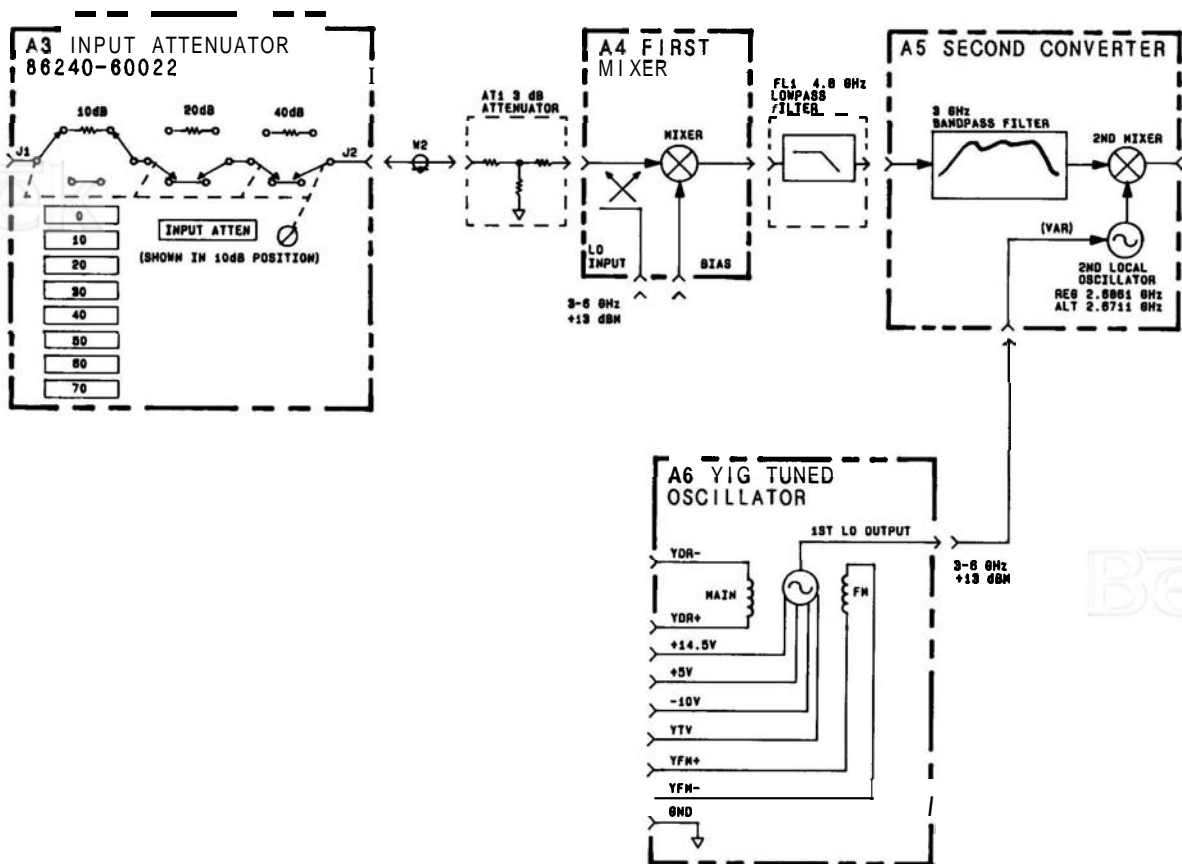 A3 INPUT ATTENUATOR
86240-60022
10dB
20dB
40dB
J1
J2
0
10
20
30
40
50
60
70
INPUT ATTEN
(SHOWN IN 10dB POSITION)
W2
AT1 3 dB
ATTENUATOR
A4 FIRST
MIXER
MIXER
LO
INPUT
BIAS
3-6 GHz
+13 dBM
FL1 4.8 GHz
LOWPASS
FILTER
A5 SECOND CONVERTER
3 GHz
BANDPASS FILTER
2ND MIXER
(VAR)
2ND LOCAL
OSCILLATOR
REG 2.6861 GHz
ALT 2.6711 GHz
A6 YIG TUNED
OSCILLATOR
1ST LO OUTPUT
3-6 GHz
+13 dBM
YDR-
MAIN
FM
YDR+
+14.5V
+5V
-10V
YTV
YFM+
YFM-
GND